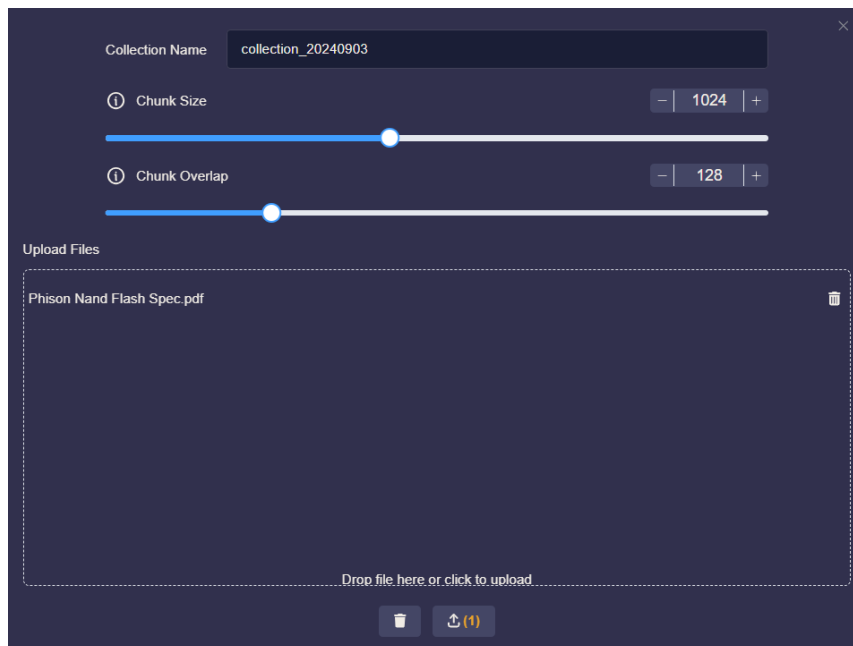 Collection Name collection_20240903
Chunk Size 1024
Chunk Overlap 128
Upload Files
Phison Nand Flash Spec.pdf
Drop file here or click to upload
(1)